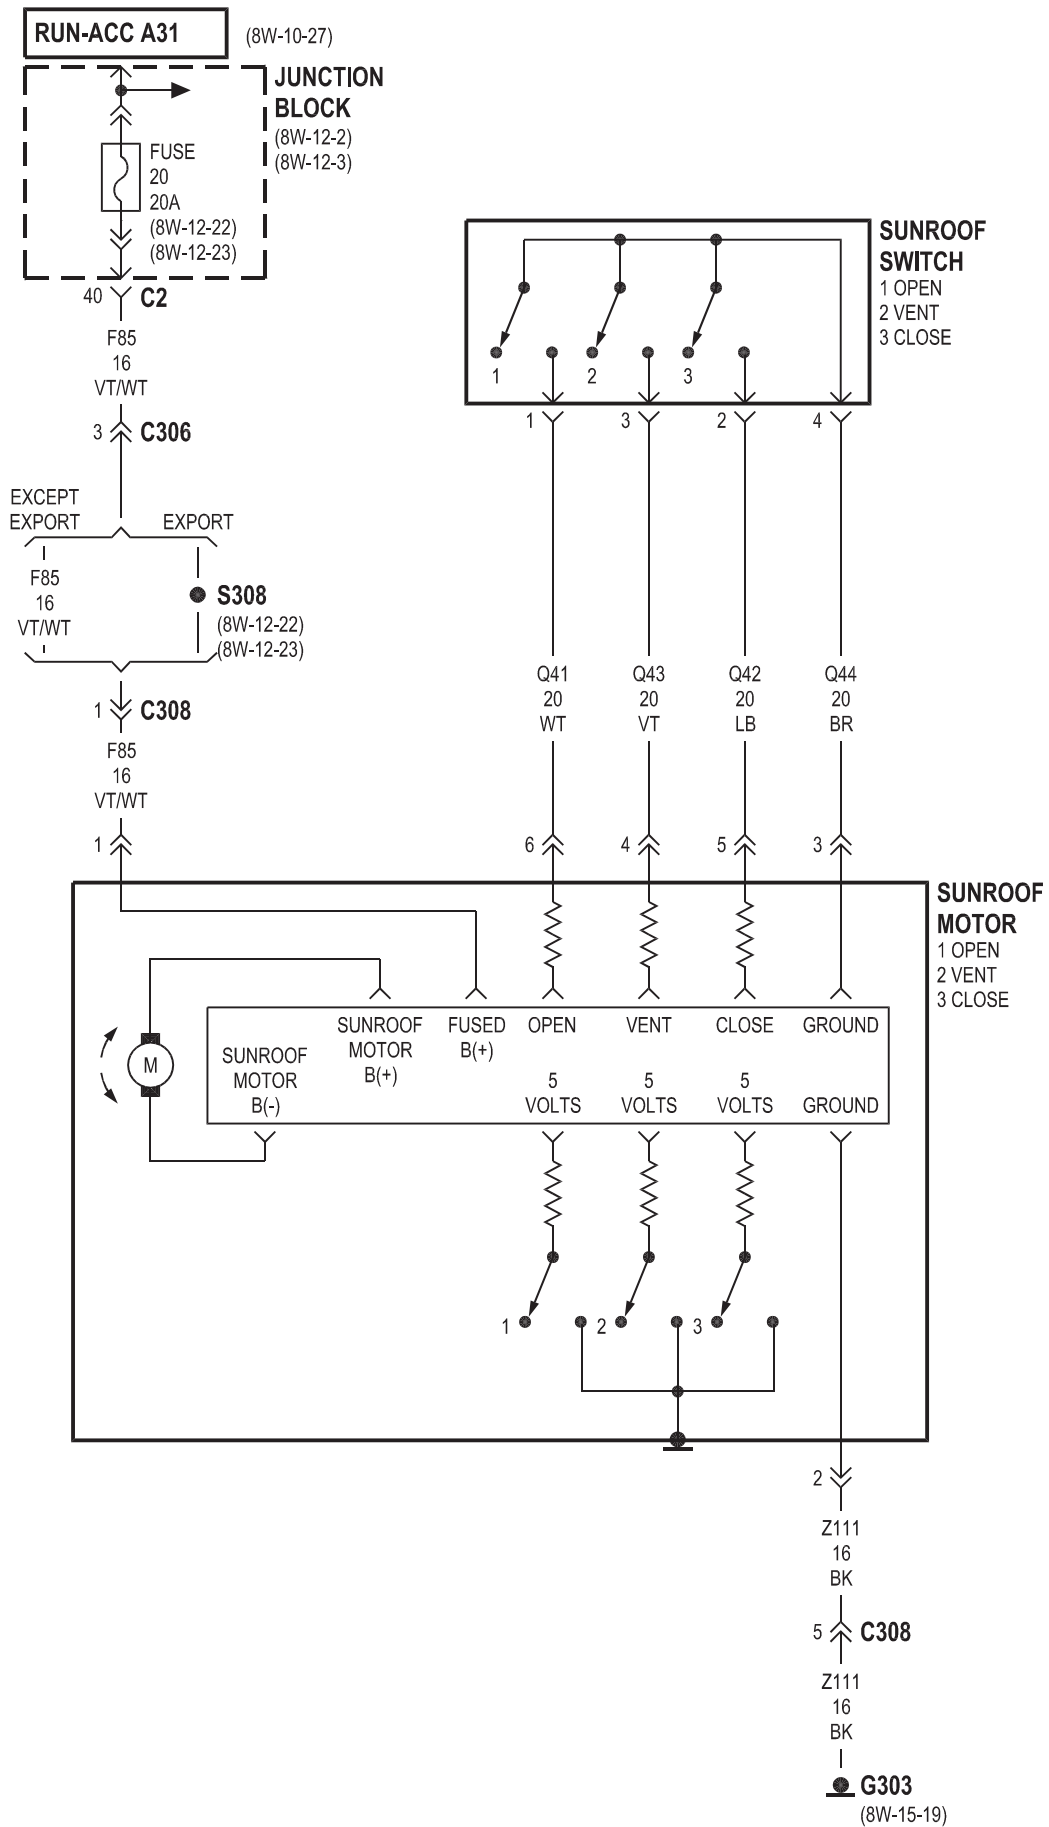 RUN-ACC A31
(8W-10-27)
JUNCTION
BLOCK
(8W-12-2)
(8W-12-3)
FUSE
20
20A
(8W-12-22)
(8W-12-23)
40
C2
F85
16
VT/WT
3
C306
EXCEPT
EXPORT
EXPORT
F85
16
VT/WT
S308
(8W-12-22)
(8W-12-23)
1
C308
F85
16
VT/WT
1
SUNROOF
SWITCH
1 OPEN
2 VENT
3 CLOSE
1
2
3
1
3
2
4
Q41
20
WT
Q43
20
VT
Q42
20
LB
Q44
20
BR
6
4
5
3
SUNROOF
MOTOR
1 OPEN
2 VENT
3 CLOSE
M
SUNROOF
MOTOR
B(-)
SUNROOF
MOTOR
B(+)
FUSED
B(+)
OPEN
VENT
CLOSE
GROUND
5
VOLTS
5
VOLTS
5
VOLTS
GROUND
1
2
3
2
Z111
16
BK
5
C308
Z111
16
BK
G303
(8W-15-19)